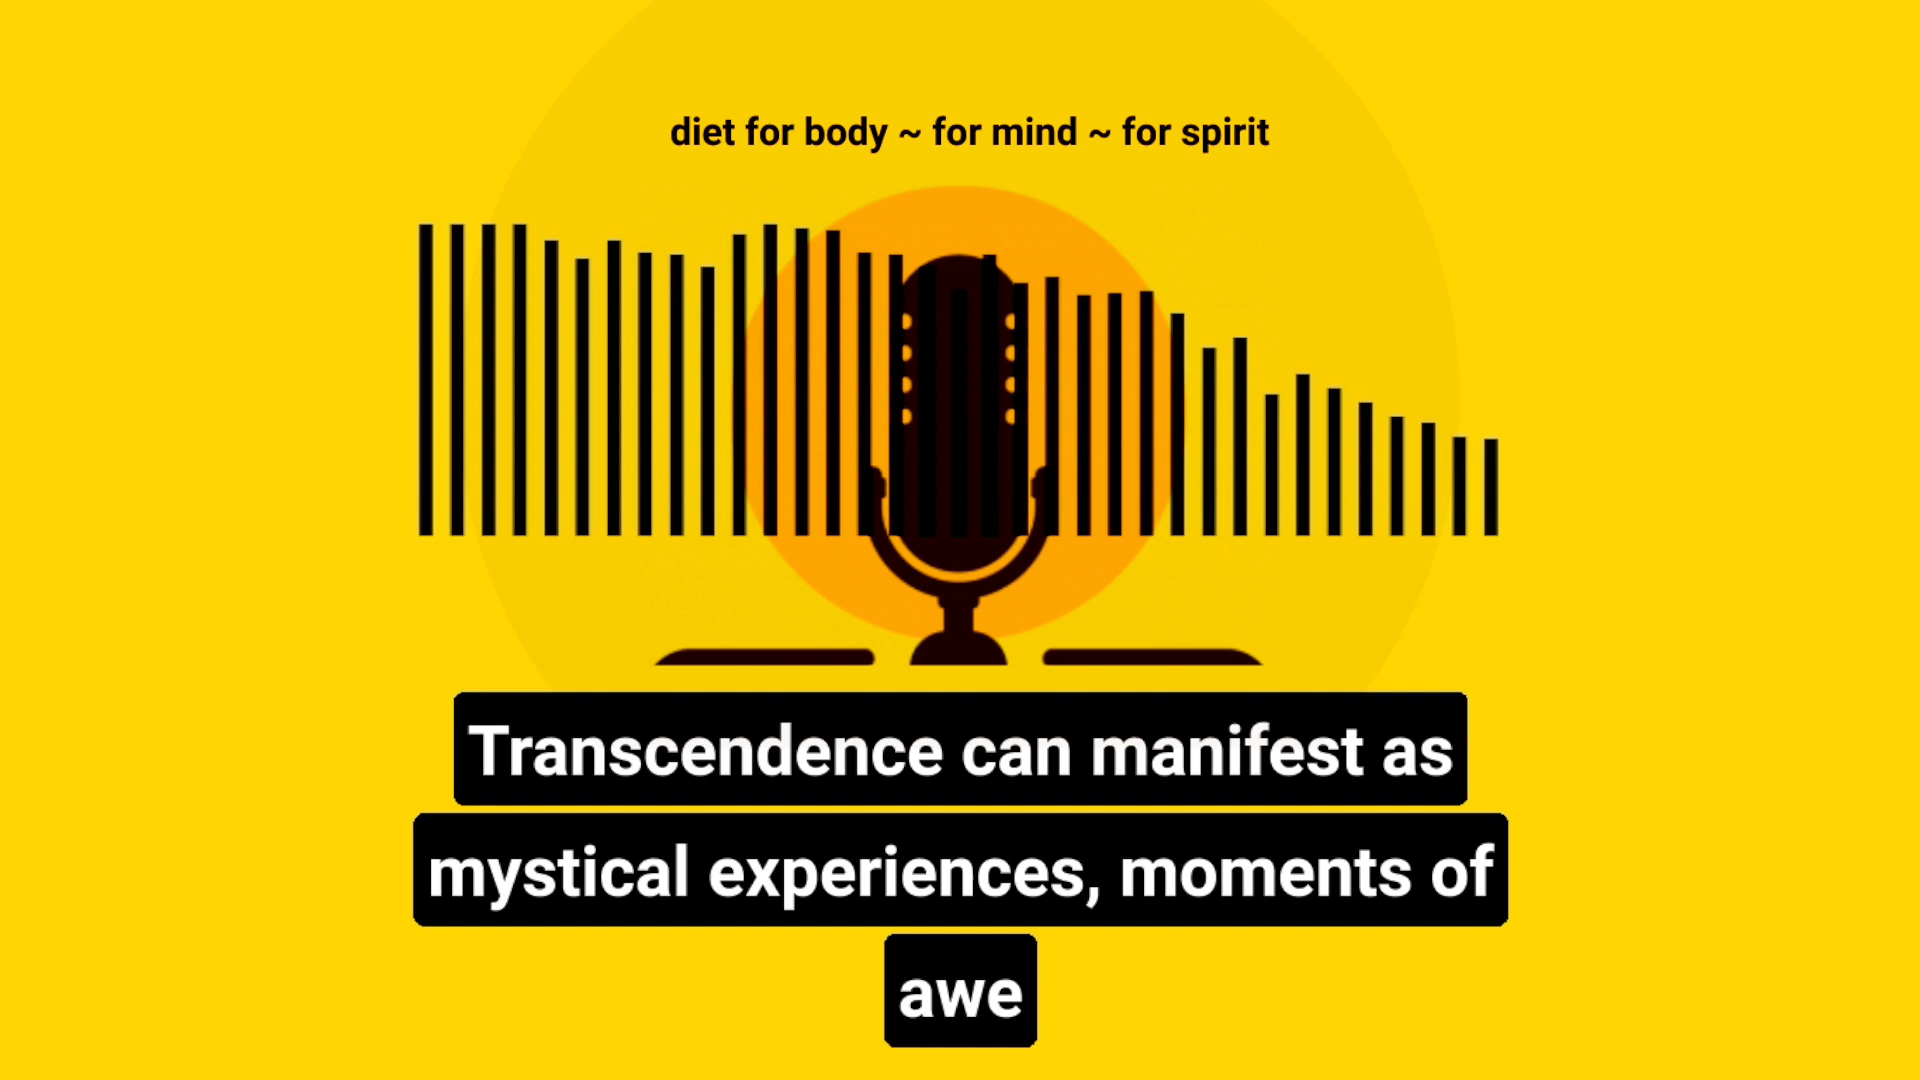 diet for body ~ for mind ~ for spirit
Transcendence can manifest as
mystical experiences, moments of
awe